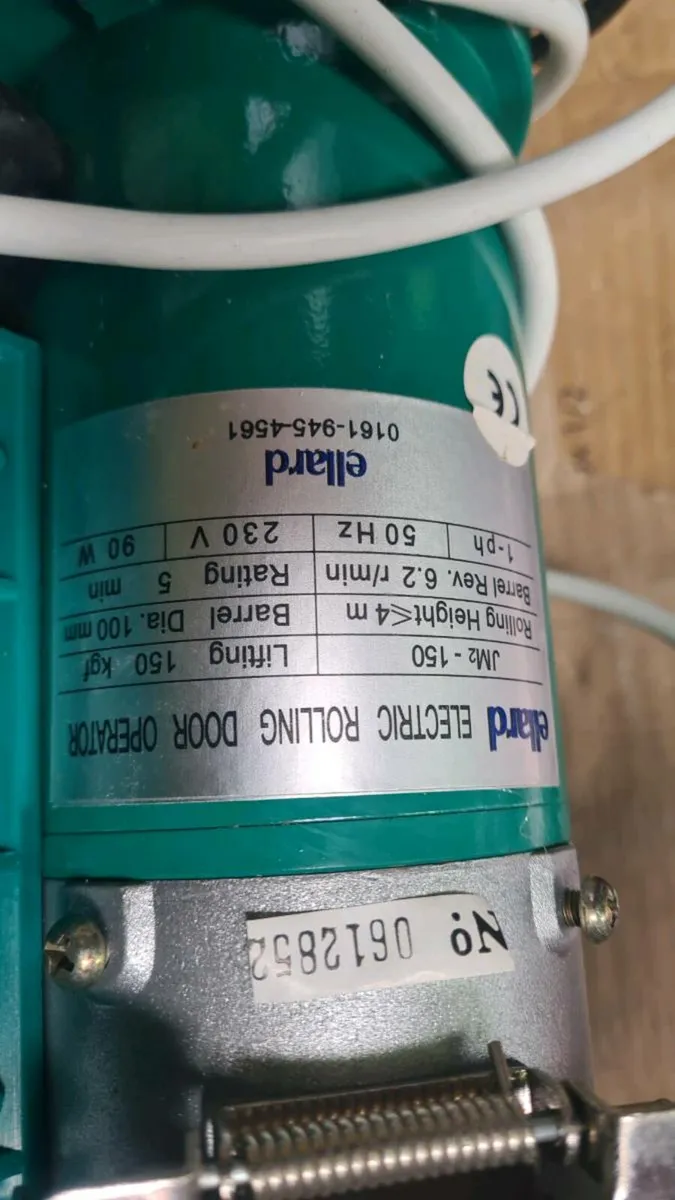 ellard ELECTRIC ROLLING DOOR OPERATOR
JM2 - 150 Lifting 150 kgf
Rolling Height≤4 m Barrel Dia. 100 mm
Barrel Rev. 6.2 r/min Rating 5 min
1-ph 50 Hz 230 V 90 W
ellard
0161-945-4561
CE
Nº 0612852